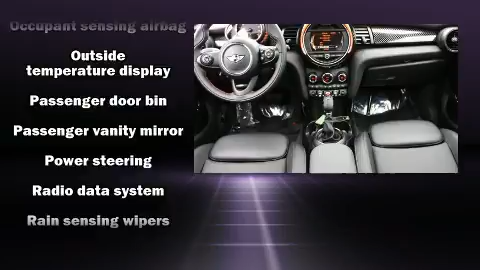 Occupant sensing airbag
Outside
temperature display
Passenger door bin
Passenger vanity mirror
Power steering
Radio data system
Rain sensing wipers